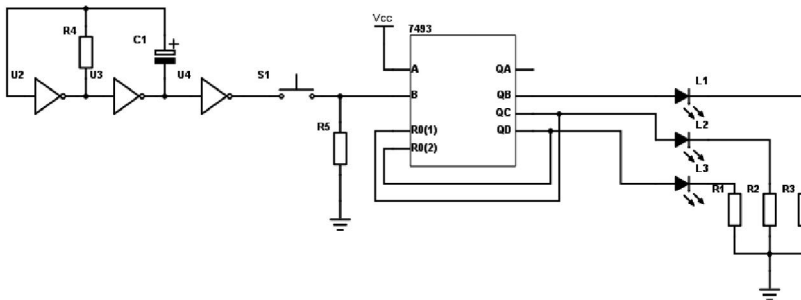 Vcc
7493
R4
C1
+
U2
U3
U4
S1
R5
A
B
R0(1)
R0(2)
QA
QB
QC
QD
L1
L2
L3
R1
R2
R3